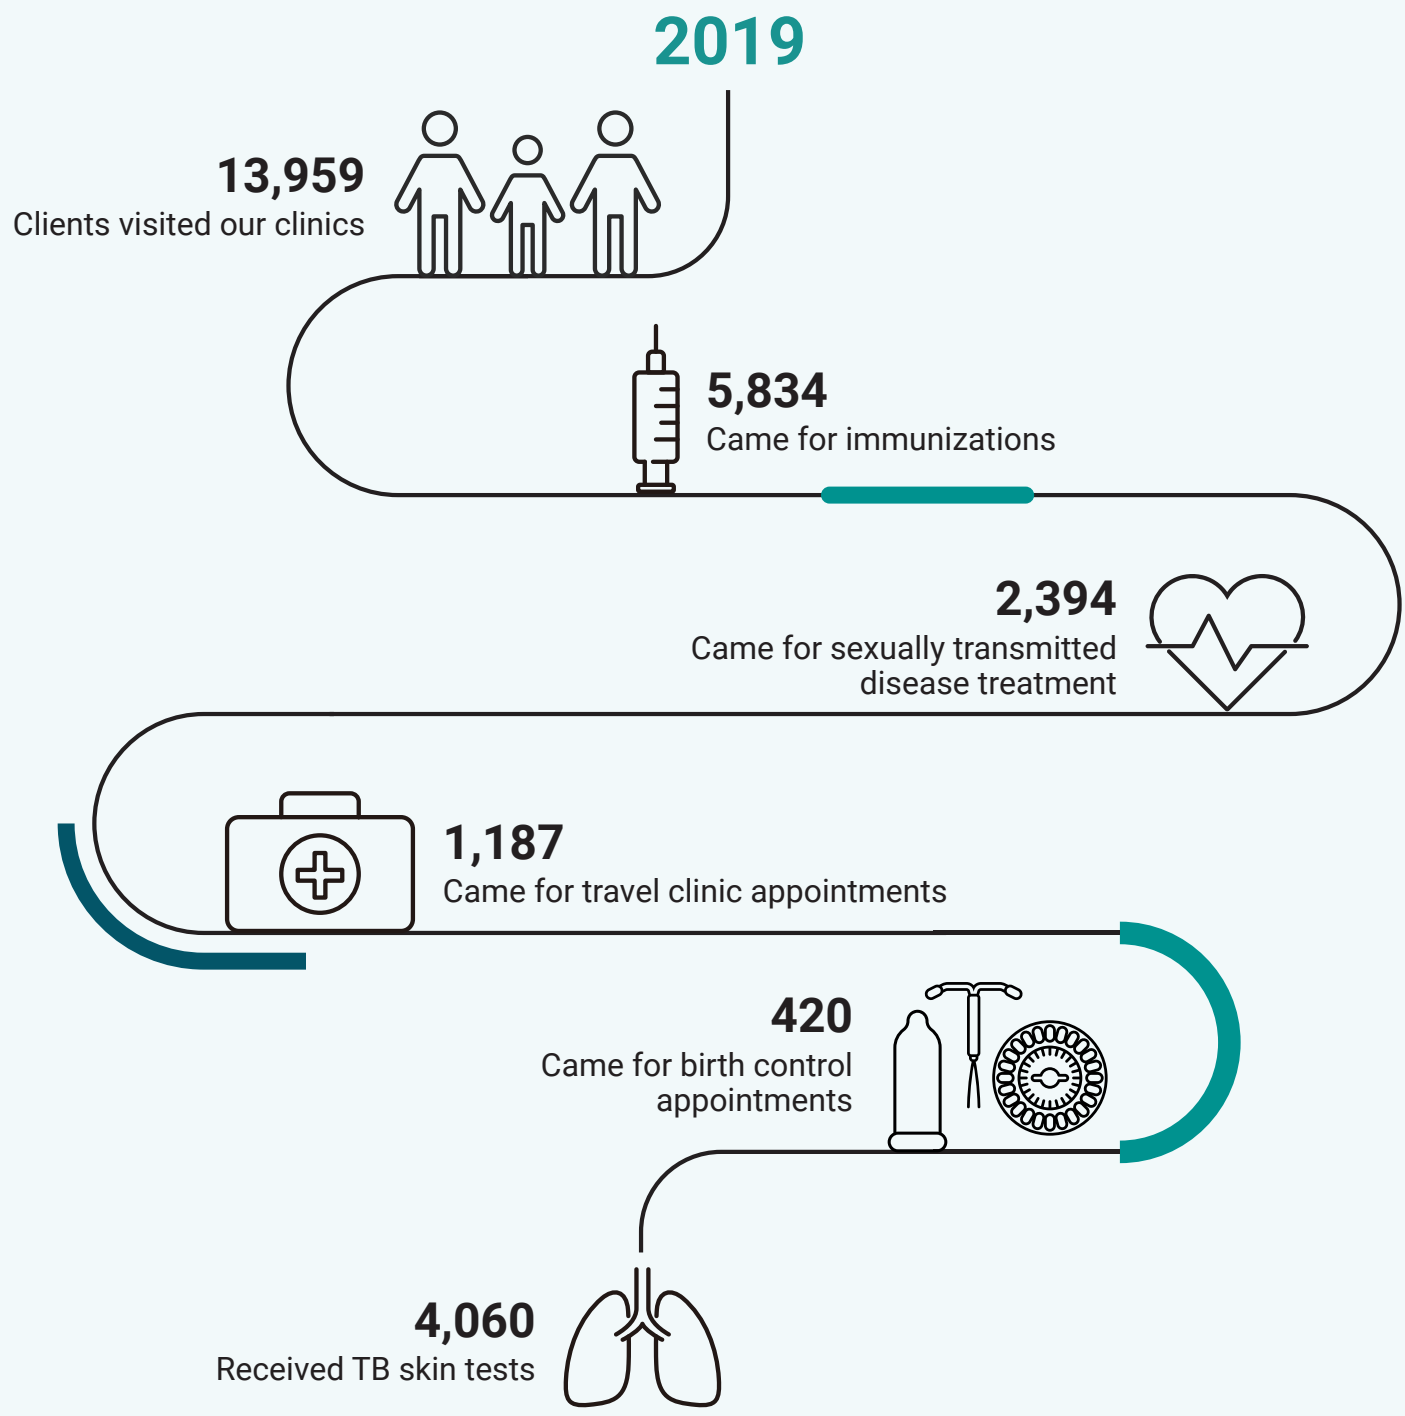 2019
13,959
Clients visited our clinics
5,834
Came for immunizations
2,394
Came for sexually transmitted
disease treatment
1,187
Came for travel clinic appointments
420
Came for birth control
appointments
4,060
Received TB skin tests